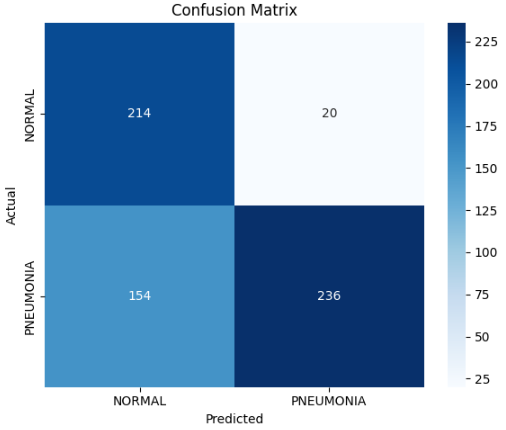 Confusion Matrix
NORMAL
214
20
225
200
175
150
125
100
75
50
25
Actual
PNEUMONIA
154
236
NORMAL
PNEUMONIA
Predicted